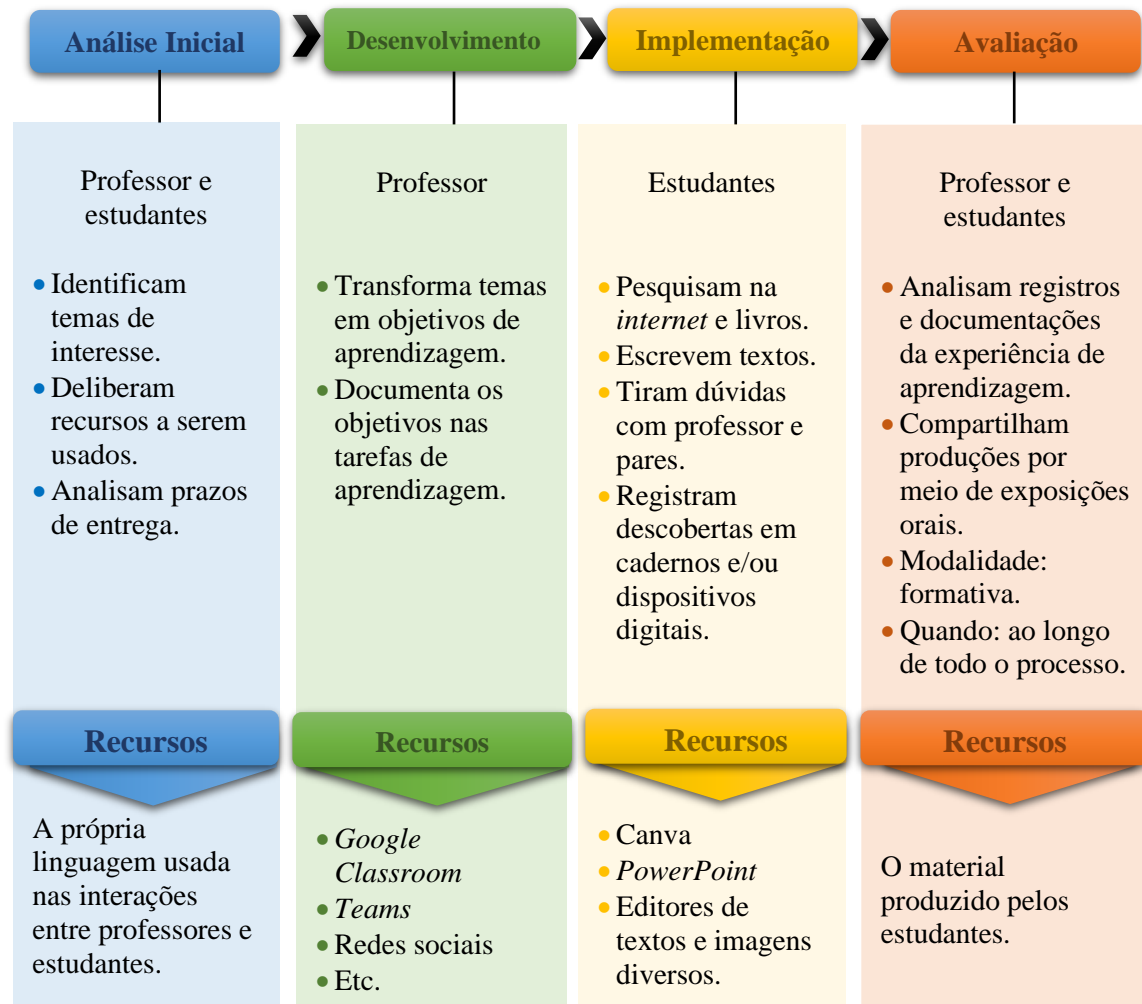 Análise Inicial
Desenvolvimento
Implementação
Avaliação
Professor e
estudantes
• Identificam
temas de
interesse.
• Deliberam
recursos a serem
usados.
• Analisam prazos
de entrega.
Recursos
A própria
linguagem usada
nas interações
entre professores e
estudantes.
Professor
• Transforma temas
em objetivos de
aprendizagem.
• Documenta os
objetivos nas
tarefas de
aprendizagem.
Recursos
• Google
Classroom
• Teams
• Redes sociais
• Etc.
Estudantes
• Pesquisam na
internet e livros.
• Escrevem textos.
• Tiram dúvidas
com professor e
pares.
• Registram
descobertas em
cadernos e/ou
dispositivos
digitais.
Recursos
• Canva
• PowerPoint
• Editores de
textos e imagens
diversos.
Professor e
estudantes
• Analisam registros
e documentações
da experiência de
aprendizagem.
• Compartilham
produções por
meio de exposições
orais.
• Modalidade:
formativa.
• Quando: ao longo
de todo o processo.
Recursos
O material
produzido pelos
estudantes.